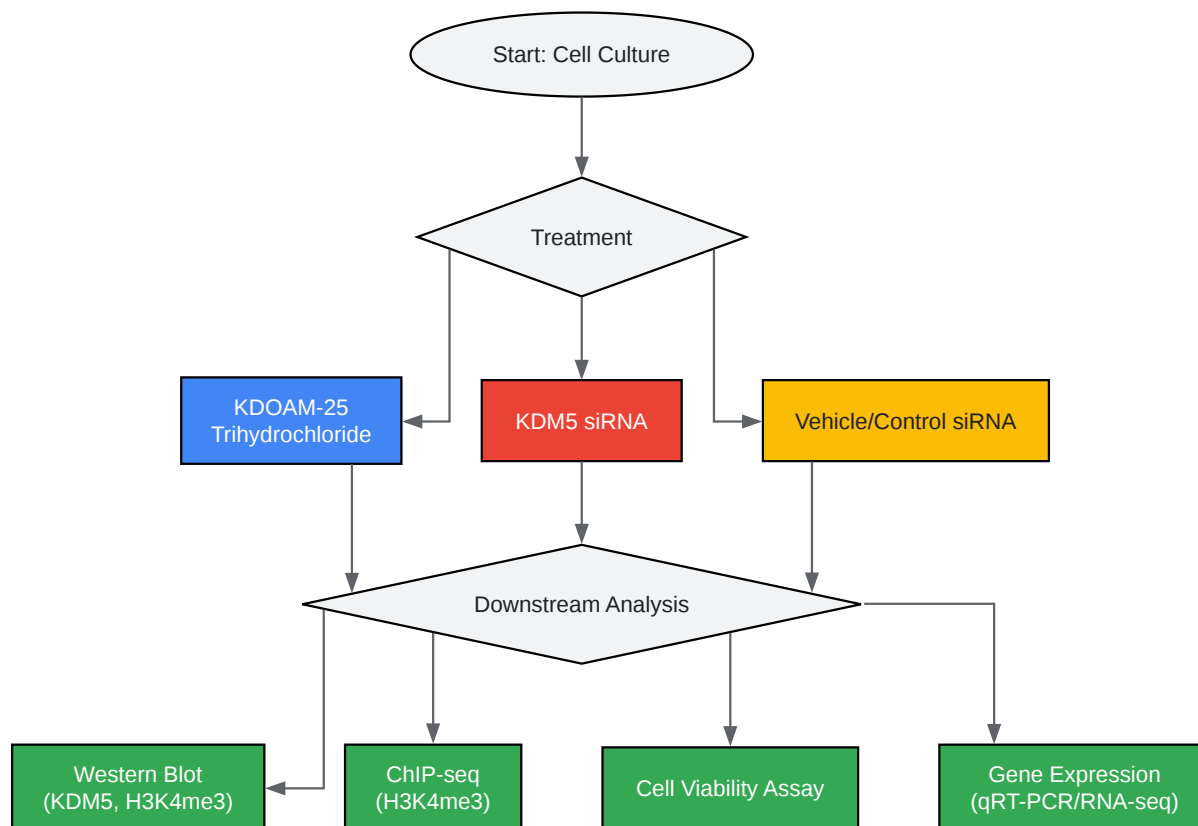 Start: Cell Culture
Treatment
KDOAM-25
Trihydrochloride
KDM5 siRNA
Vehicle/Control siRNA
Downstream Analysis
Western Blot
(KDM5, H3K4me3)
ChIP-seq
(H3K4me3)
Cell Viability Assay
Gene Expression
(qRT-PCR/RNA-seq)